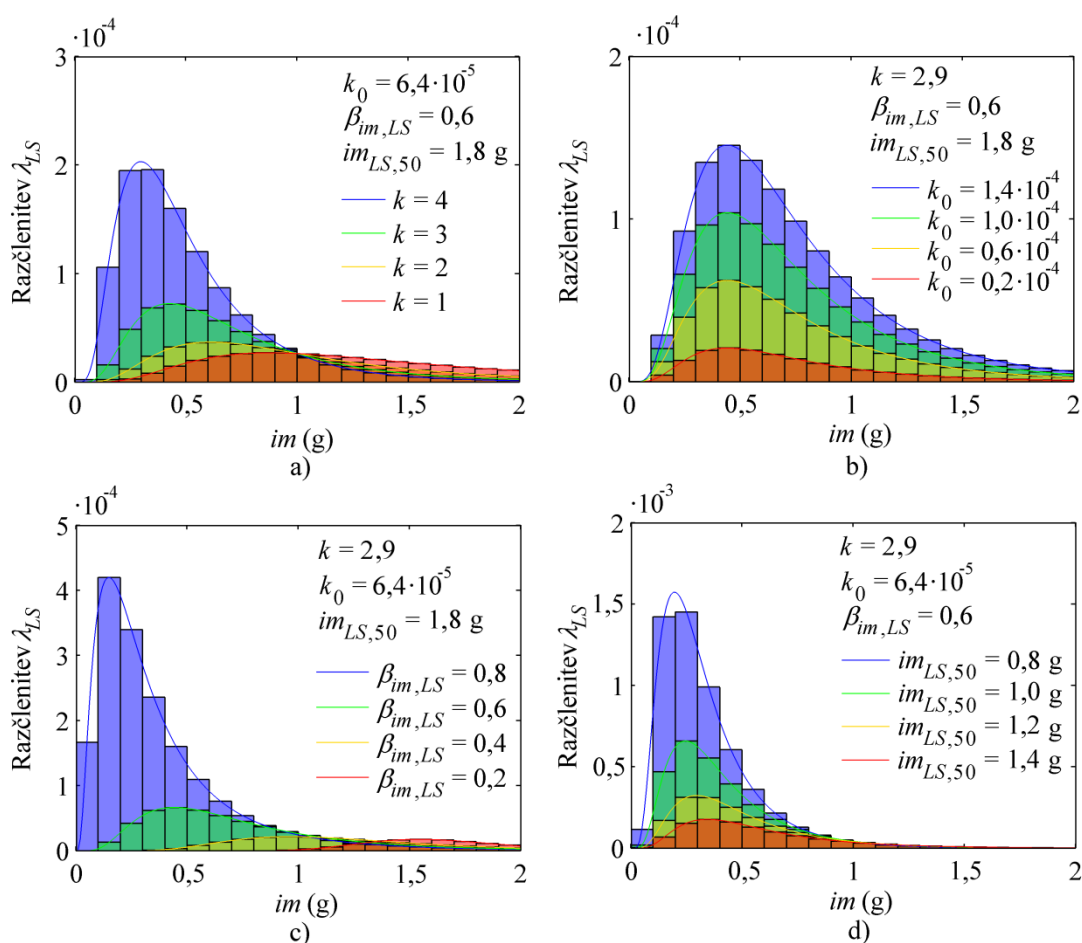 ·10⁻⁴
3
2
1
0
0
0,5
1
1,5
2
Razčlenitev λ_LS
im (g)
k₀ = 6,4·10⁻⁵
β_im,LS = 0,6
im_LS,50 = 1,8 g
k = 4
k = 3
k = 2
k = 1
a)
·10⁻⁴
2
1
0
0
0,5
1
1,5
2
Razčlenitev λ_LS
im (g)
k = 2,9
β_im,LS = 0,6
im_LS,50 = 1,8 g
k₀ = 1,4·10⁻⁴
k₀ = 1,0·10⁻⁴
k₀ = 0,6·10⁻⁴
k₀ = 0,2·10⁻⁴
b)
·10⁻⁴
5
4
3
2
1
0
0
0,5
1
1,5
2
Razčlenitev λ_LS
im (g)
k = 2,9
k₀ = 6,4·10⁻⁵
im_LS,50 = 1,8 g
β_im,LS = 0,8
β_im,LS = 0,6
β_im,LS = 0,4
β_im,LS = 0,2
c)
·10⁻³
2
1,5
1
0,5
0
0
0,5
1
1,5
2
Razčlenitev λ_LS
im (g)
k = 2,9
k₀ = 6,4·10⁻⁵
β_im,LS = 0,6
im_LS,50 = 0,8 g
im_LS,50 = 1,0 g
im_LS,50 = 1,2 g
im_LS,50 = 1,4 g
d)